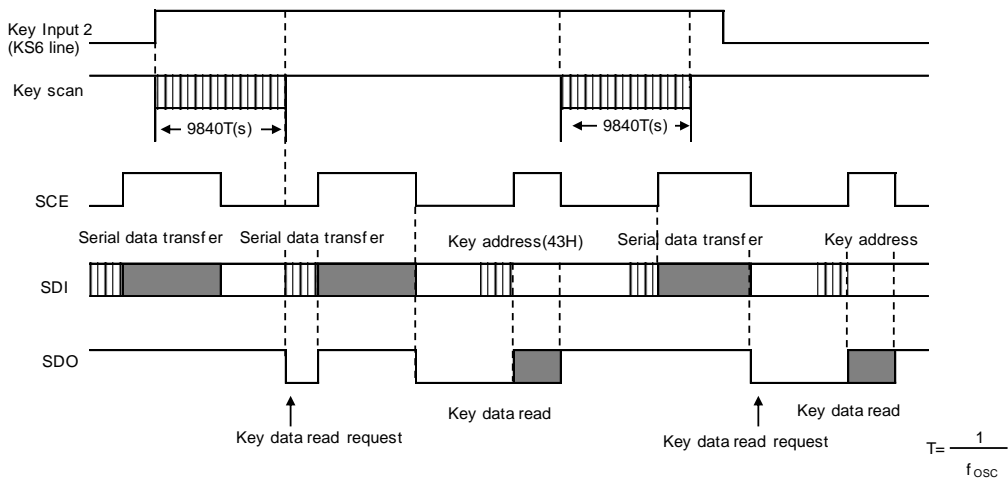 Key Input 2
(KS6 line)
Key scan
9840T(s)
9840T(s)
SCE
Serial data transfer
Serial data transfer
Key address(43H)
Serial data transfer
Key address
SDI
SDO
Key data read
Key data read
Key data read request
Key data read request
T= 1
fosc